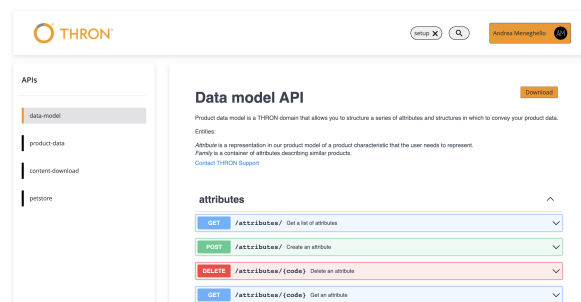 THRON
setup
Andrea Meneghello
AM
APIs
data-model
product-data
content-download
petstore
Data model API
Download
Product data model is a THRON domain that allows you to structure a series of attributes and structures in which to convey your product data.
Entities:
Attribute is a representation in our product model of a product characteristic that the user needs to represent.
Family is a container of attributes describing similar products.
Contact THRON Support
attributes
GET /attributes/ Get a list of attributes
POST /attributes/ Create an attribute
DELETE /attributes/{code} Delete an attribute
GET /attributes/{code} Get an attribute